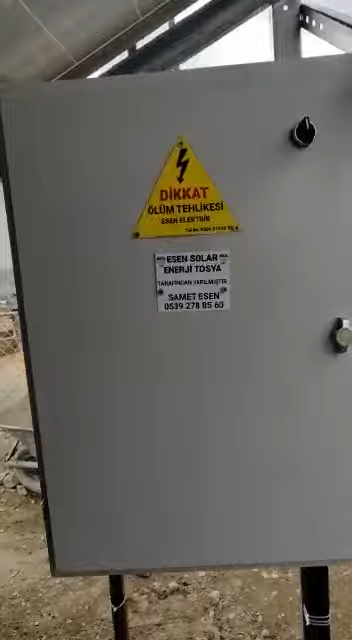 DİKKAT
ÖLÜM TEHLİKESİ
ESEN ELEKTRİK
ESEN SOLAR
ENERJİ TOSYA
TARAFINDAN YAPILMIŞTIR
SAMET ESEN
0539 278 85 60